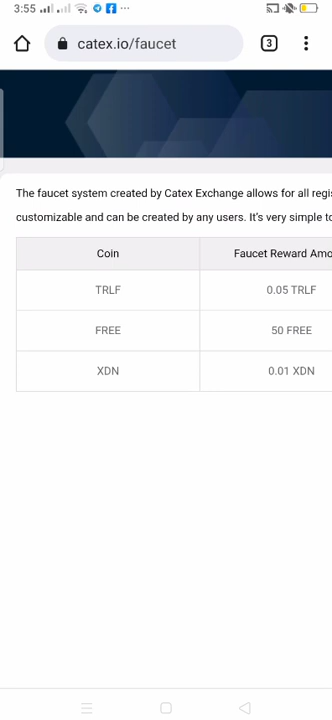 3:55
catex.io/faucet
3
The faucet system created by Catex Exchange allows for all regi
customizable and can be created by any users. It's very simple to
Coin Faucet Reward Amo
TRLF 0.05 TRLF
FREE 50 FREE
XDN 0.01 XDN